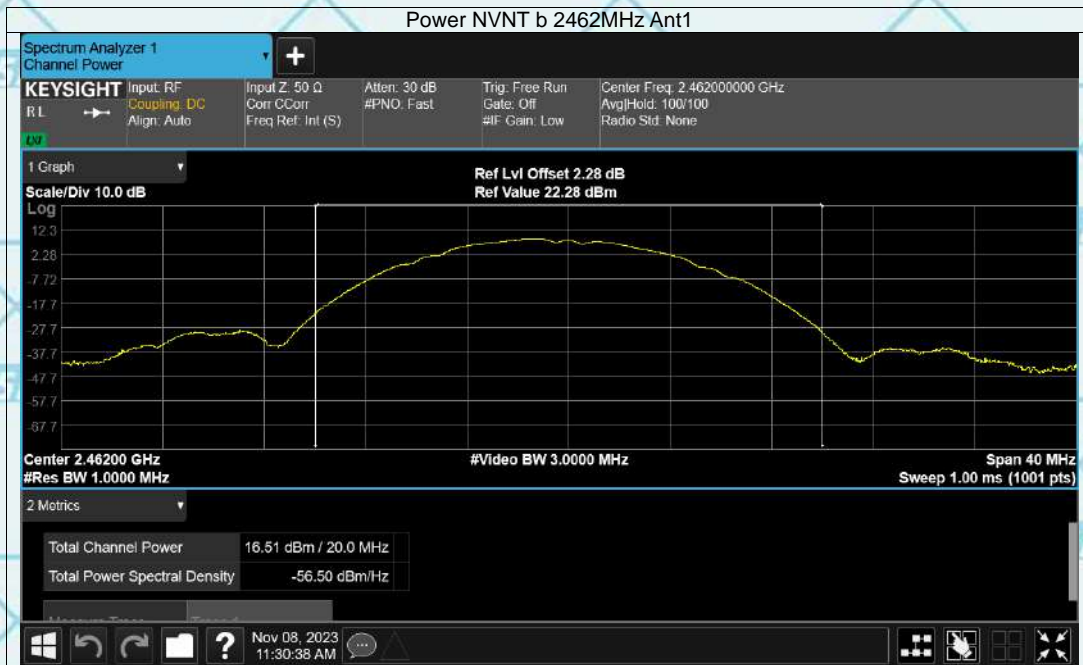 Power NVNT b 2462MHz Ant1
Spectrum Analyzer 1
Channel Power
+
KEYSIGHT
R L
LXI
Input: RF
Coupling: DC
Align: Auto
Input Z: 50 Ω
Corr CCorr
Freq Ref: Int (S)
Atten: 30 dB
#PNO: Fast
Trig: Free Run
Gate: Off
#IF Gain: Low
Center Freq: 2.462000000 GHz
Avg|Hold: 100/100
Radio Std: None
1 Graph
Scale/Div 10.0 dB
Ref Lvl Offset 2.28 dB
Ref Value 22.28 dBm
Log
12.3
2.28
-7.72
-17.7
-27.7
-37.7
-47.7
-57.7
-67.7
Center 2.46200 GHz
#Res BW 1.0000 MHz
#Video BW 3.0000 MHz
Span 40 MHz
Sweep 1.00 ms (1001 pts)
2 Metrics
Total Channel Power 16.51 dBm / 20.0 MHz
Total Power Spectral Density -56.50 dBm/Hz
?
Nov 08, 2023
11:30:38 AM